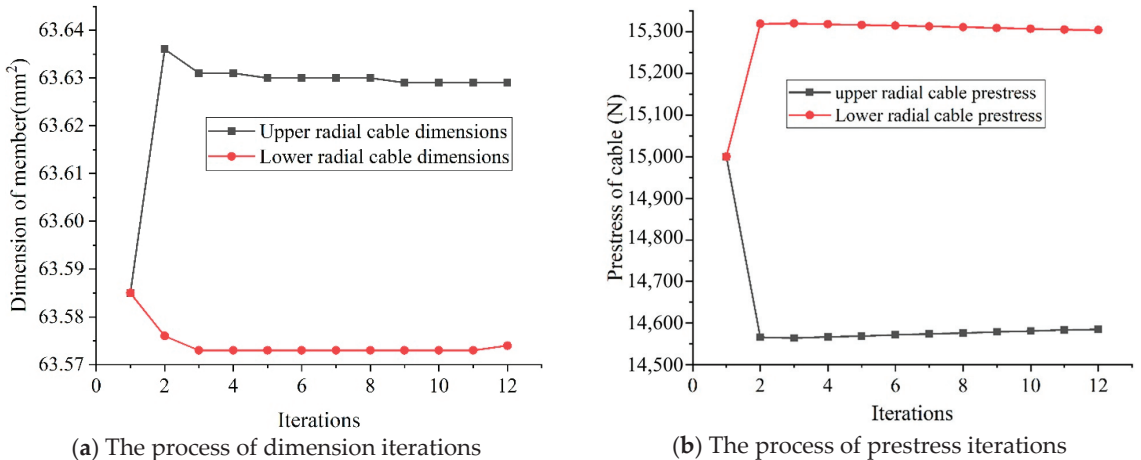 63.64
63.63
63.62
63.61
63.60
63.59
63.58
63.57
Dimension of member(mm²)
Upper radial cable dimensions
Lower radial cable dimensions
0 2 4 6 8 10 12
Iterations
(a) The process of dimension iterations
15,300
15,200
15,100
15,000
14,900
14,800
14,700
14,600
14,500
Prestress of cable (N)
upper radial cable prestress
Lower radial cable prestress
0 2 4 6 8 10 12
Iterations
(b) The process of prestress iterations